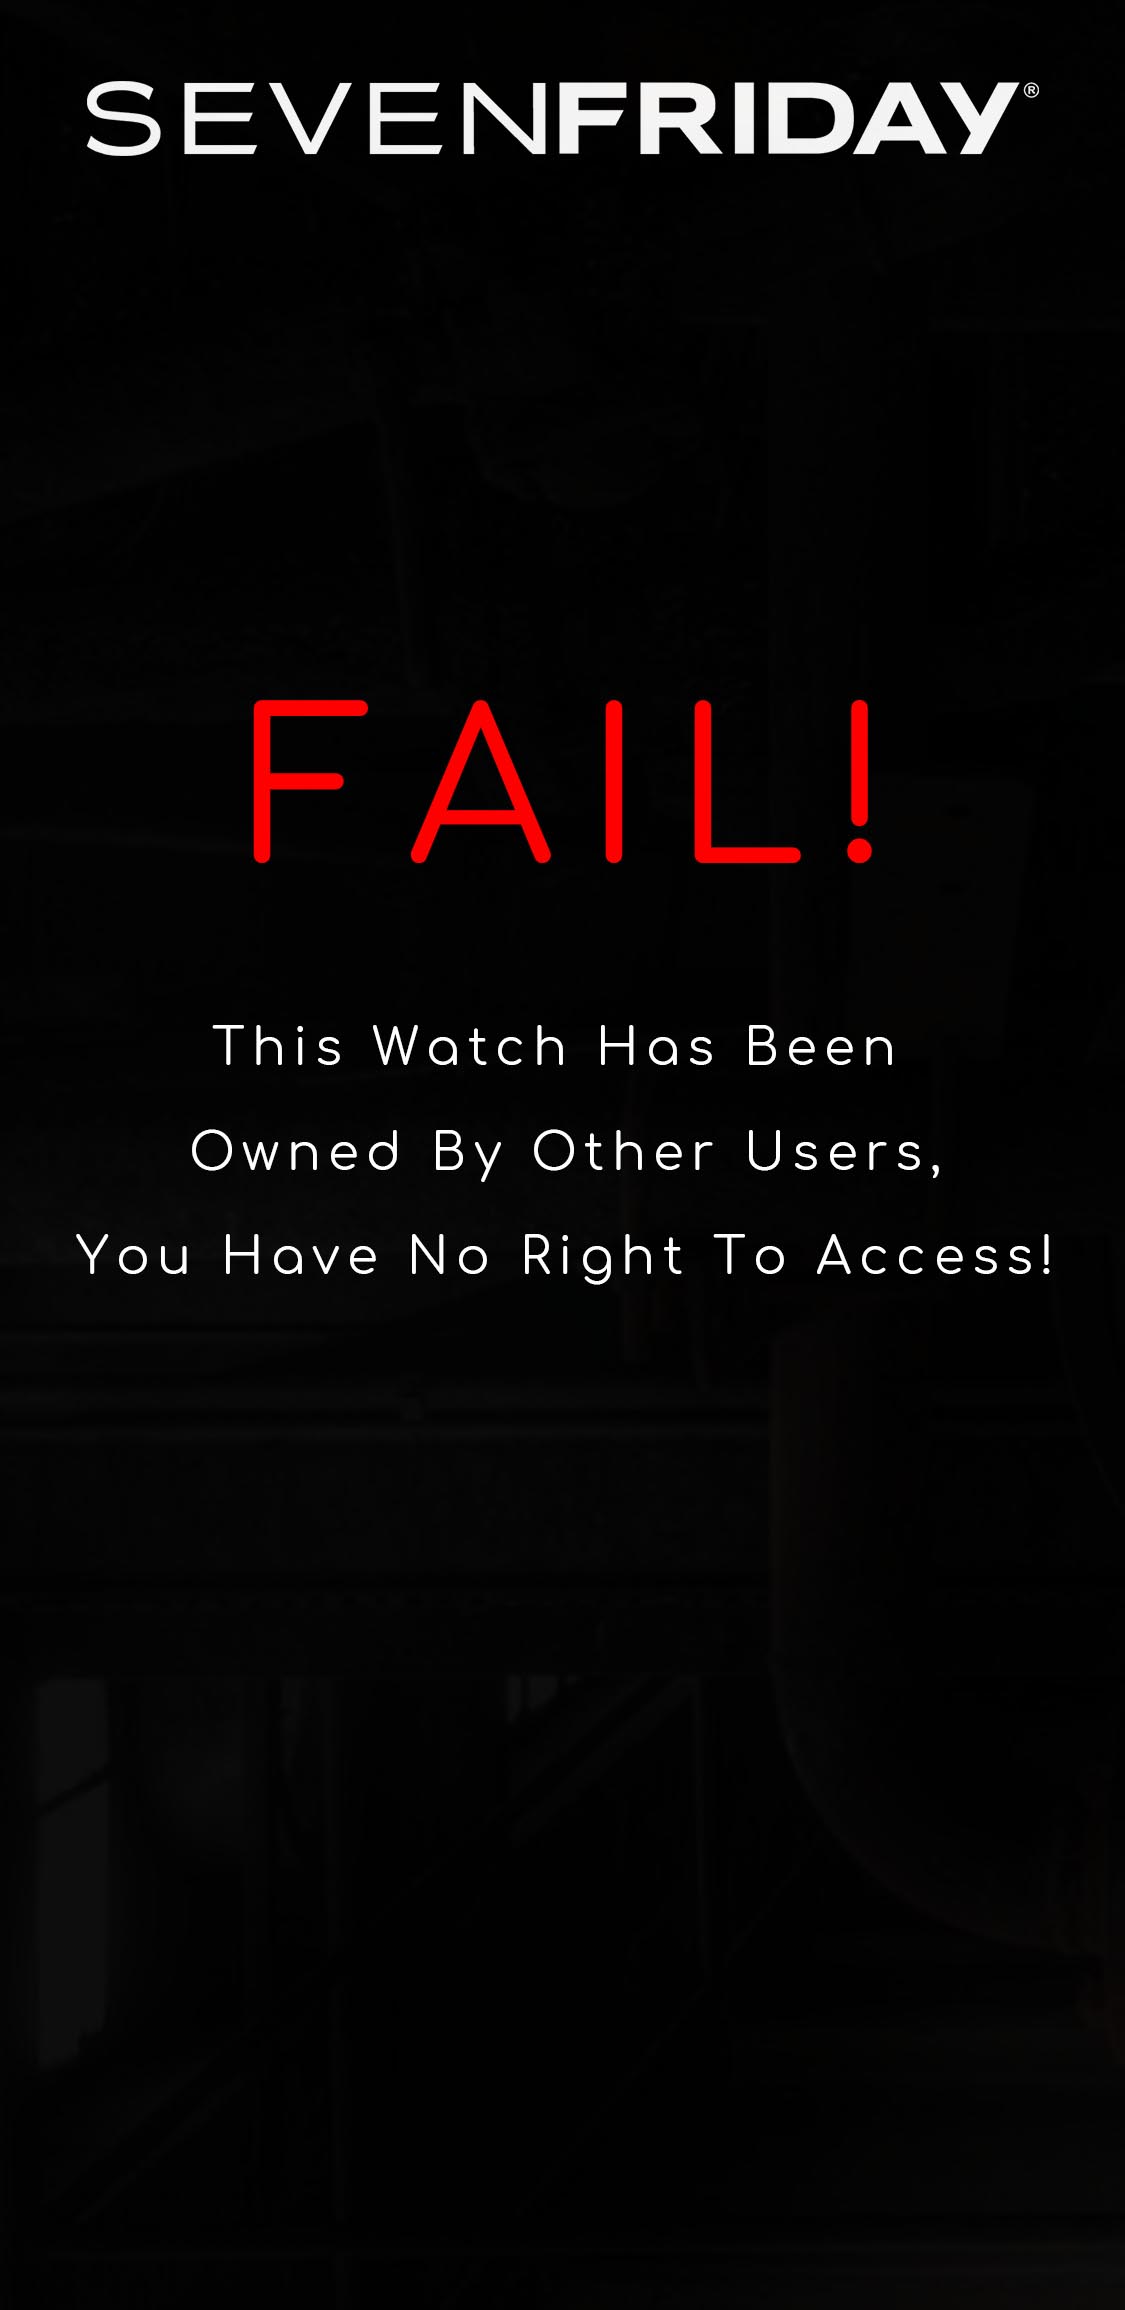 SEVENFRIDAY®
FAIL!
This Watch Has Been
Owned By Other Users,
You Have No Right To Access!